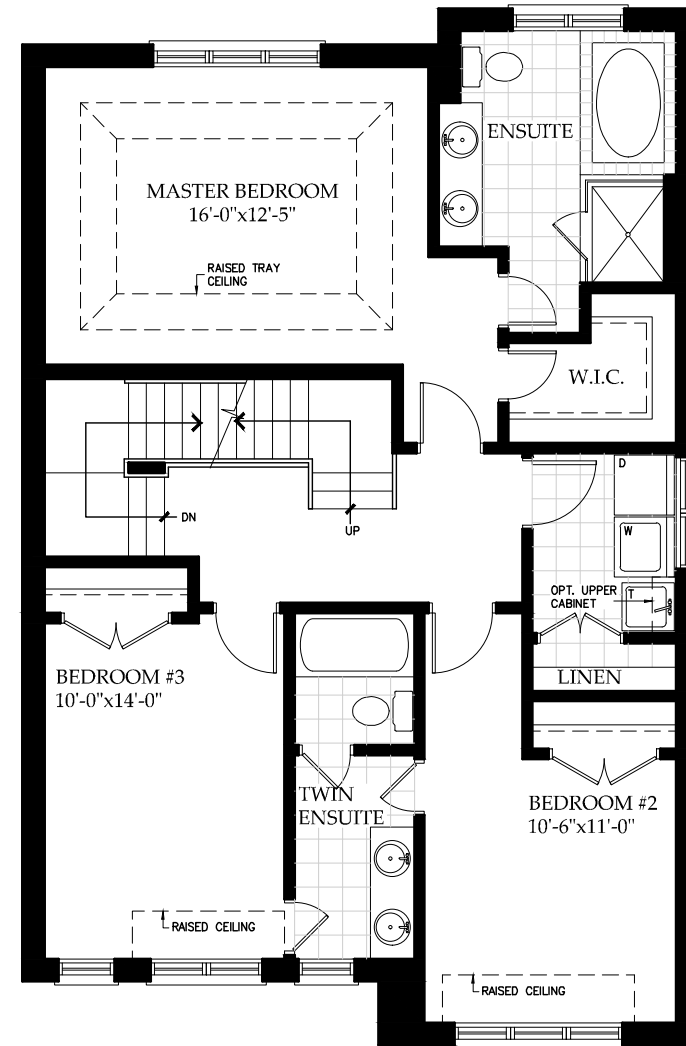 ENSUITE
MASTER BEDROOM
16'-0"x12'-5"
RAISED TRAY
CEILING
W.I.C.
D
DN
UP
W
OPT. UPPER
CABINET
T
BEDROOM #3
10'-0"x14'-0"
LINEN
TWIN
ENSUITE
BEDROOM #2
10'-6"x11'-0"
RAISED CEILING
RAISED CEILING